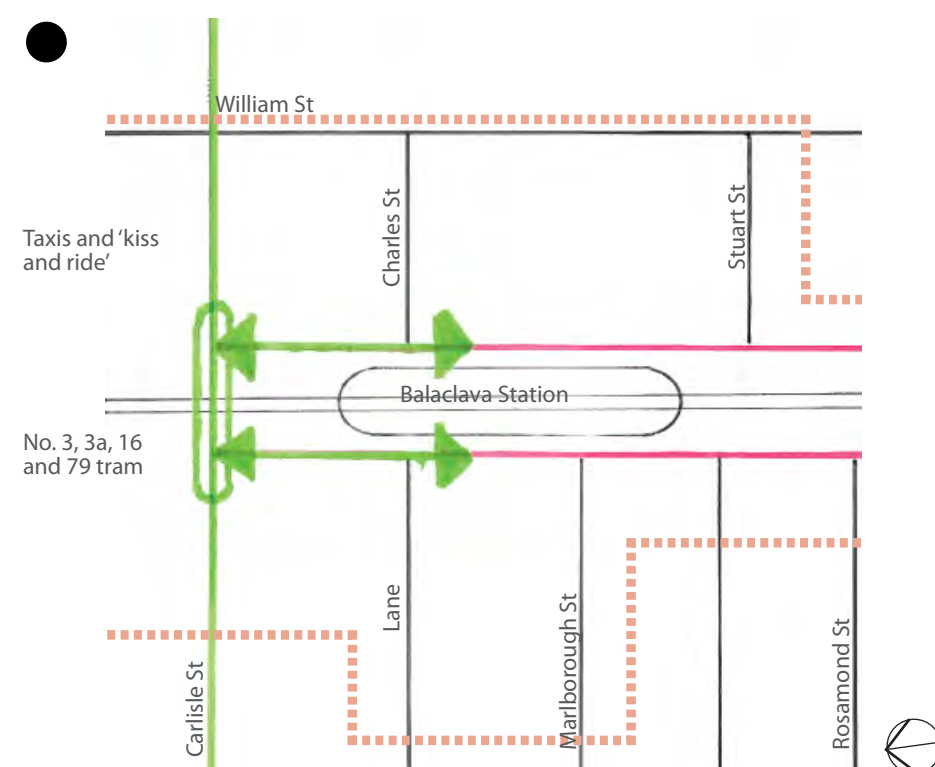 William St
Taxis and ‘kiss
and ride’
Charles St
Stuart St
Balaclava Station
No. 3, 3a, 16
and 79 tram
Lane
Marlborough St
Rosamond St
Carlisle St